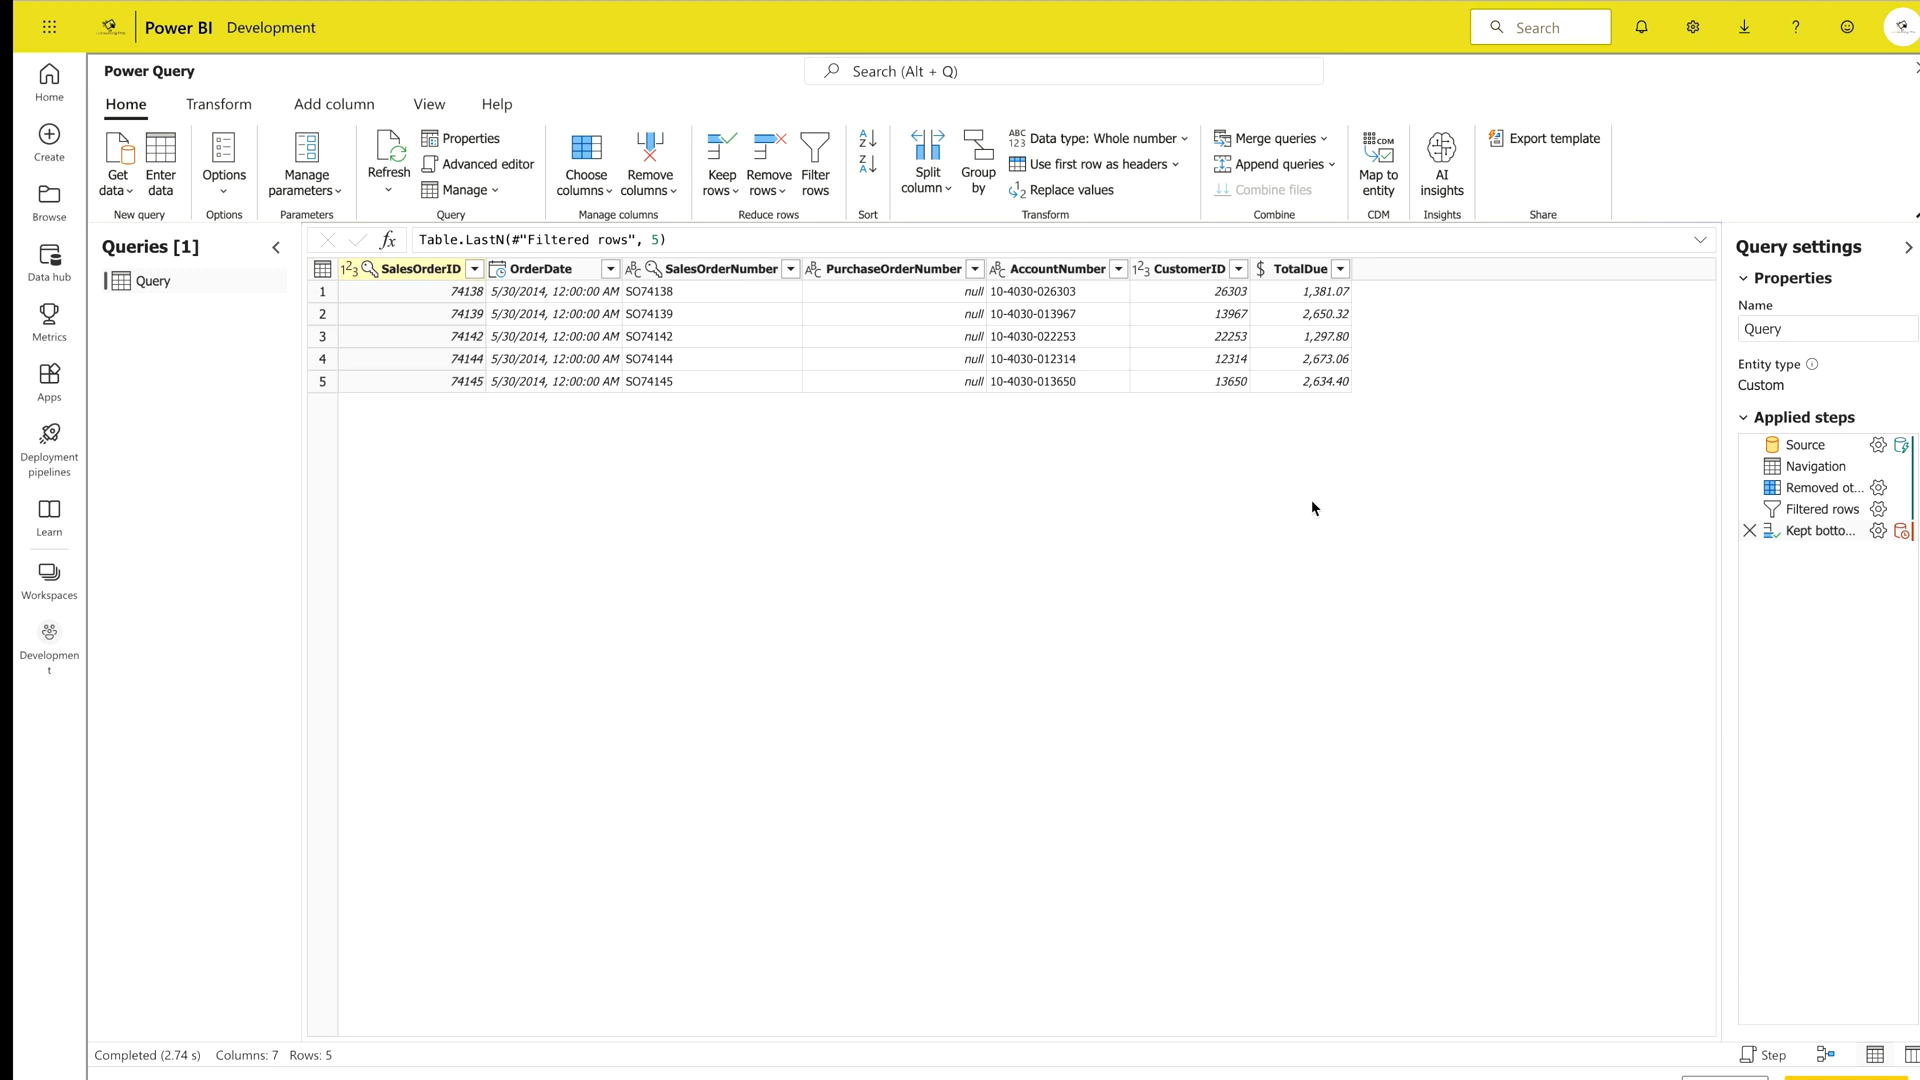 Power BI Development
Search
Home
Create
Browse
Data hub
Metrics
Apps
Deployment
pipelines
Learn
Workspaces
Developmen
t
Power Query
Search (Alt + Q)
Home Transform Add column View Help
Get
data
Enter
data
New query
Options
Options
Manage
parameters
Parameters
Refresh
Properties
Advanced editor
Manage
Query
Choose
columns
Remove
columns
Manage columns
Keep
rows
Remove
rows
Filter
rows
Reduce rows
Sort
Split
column
Group
by
Data type: Whole number
Use first row as headers
Replace values
Transform
Merge queries
Append queries
Combine files
Combine
Map to
entity
CDM
AI
insights
Insights
Export template
Share
Queries [1]
Query
fx Table.LastN(#"Filtered rows", 5)
SalesOrderID OrderDate SalesOrderNumber PurchaseOrderNumber AccountNumber CustomerID TotalDue
1 74138 5/30/2014, 12:00:00 AM SO74138 null 10-4030-026303 26303 1,381.07
2 74139 5/30/2014, 12:00:00 AM SO74139 null 10-4030-013967 13967 2,650.32
3 74142 5/30/2014, 12:00:00 AM SO74142 null 10-4030-022253 22253 1,297.80
4 74144 5/30/2014, 12:00:00 AM SO74144 null 10-4030-012314 12314 2,673.06
5 74145 5/30/2014, 12:00:00 AM SO74145 null 10-4030-013650 13650 2,634.40
Query settings
Properties
Name
Query
Entity type
Custom
Applied steps
Source
Navigation
Removed ot...
Filtered rows
Kept botto...
Completed (2.74 s) Columns: 7 Rows: 5
Step